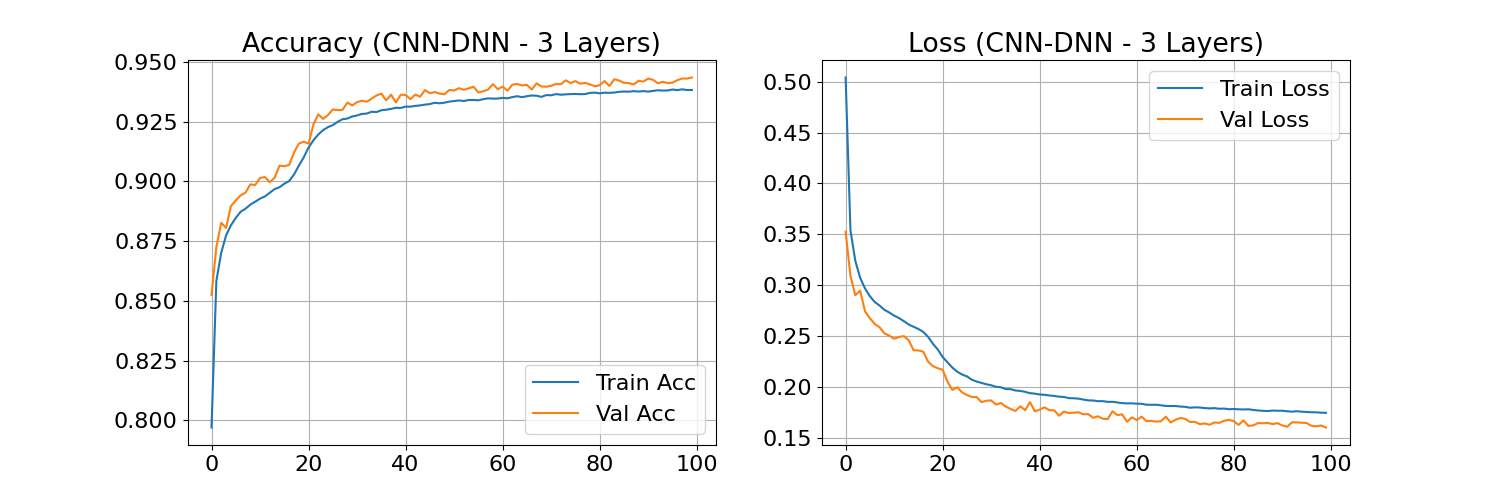 Accuracy (CNN-DNN - 3 Layers)
0.950
0.925
0.900
0.875
0.850
0.825
0.800
0 20 40 60 80 100
Train Acc
Val Acc
Loss (CNN-DNN - 3 Layers)
0.50
0.45
0.40
0.35
0.30
0.25
0.20
0.15
0 20 40 60 80 100
Train Loss
Val Loss